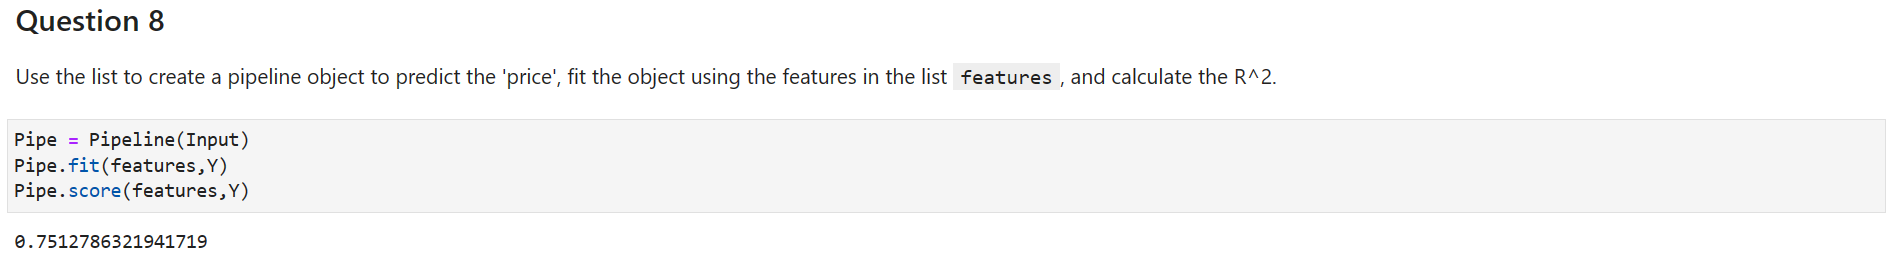 Question 8
Use the list to create a pipeline object to predict the 'price', fit the object using the features in the list features, and calculate the R^2.
Pipe = Pipeline(Input)
Pipe.fit(features,Y)
Pipe.score(features,Y)
0.7512786321941719